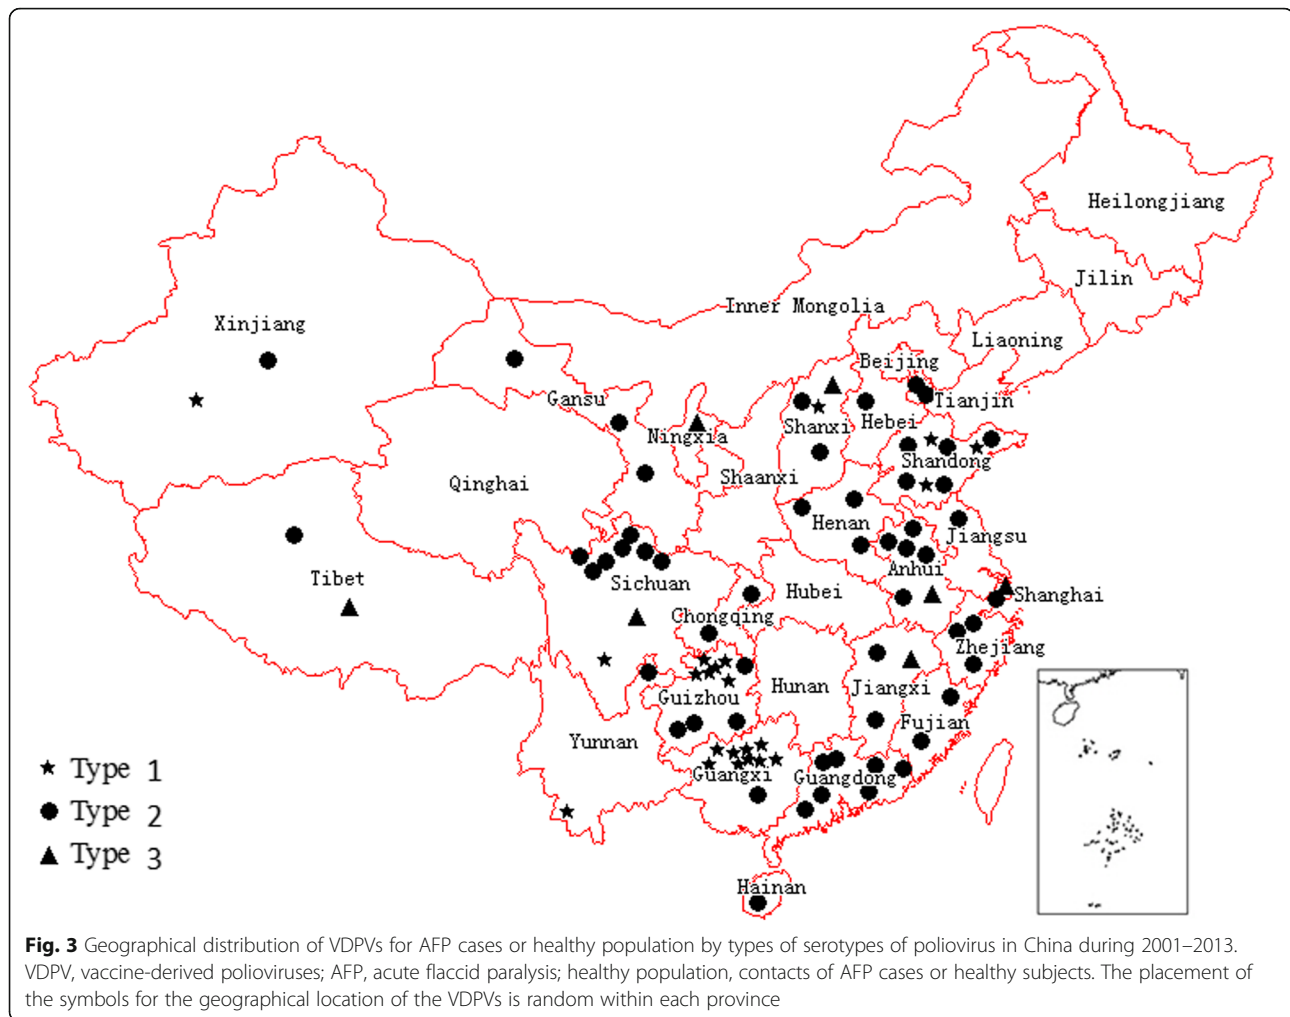 Heilongjiang
Jilin
Inner Mongolia
Xinjiang
Liaoning
Beijing
Gansu
Tianjin
Hebei
Shanxi
Ningxia
Shandong
Shaanxi
Qinghai
Henan
Jiangsu
Anhui
Tibet
Sichuan
Hubei
Shanghai
Chongqing
Zhejiang
Hunan
Jiangxi
Guizhou
Fujian
Yunnan
Guangxi
Guangdong
Hainan
Type 1
Type 2
Type 3
Fig. 3 Geographical distribution of VDPVs for AFP cases or healthy population by types of serotypes of poliovirus in China during 2001–2013.
VDPV, vaccine-derived polioviruses; AFP, acute flaccid paralysis; healthy population, contacts of AFP cases or healthy subjects. The placement of
the symbols for the geographical location of the VDPVs is random within each province